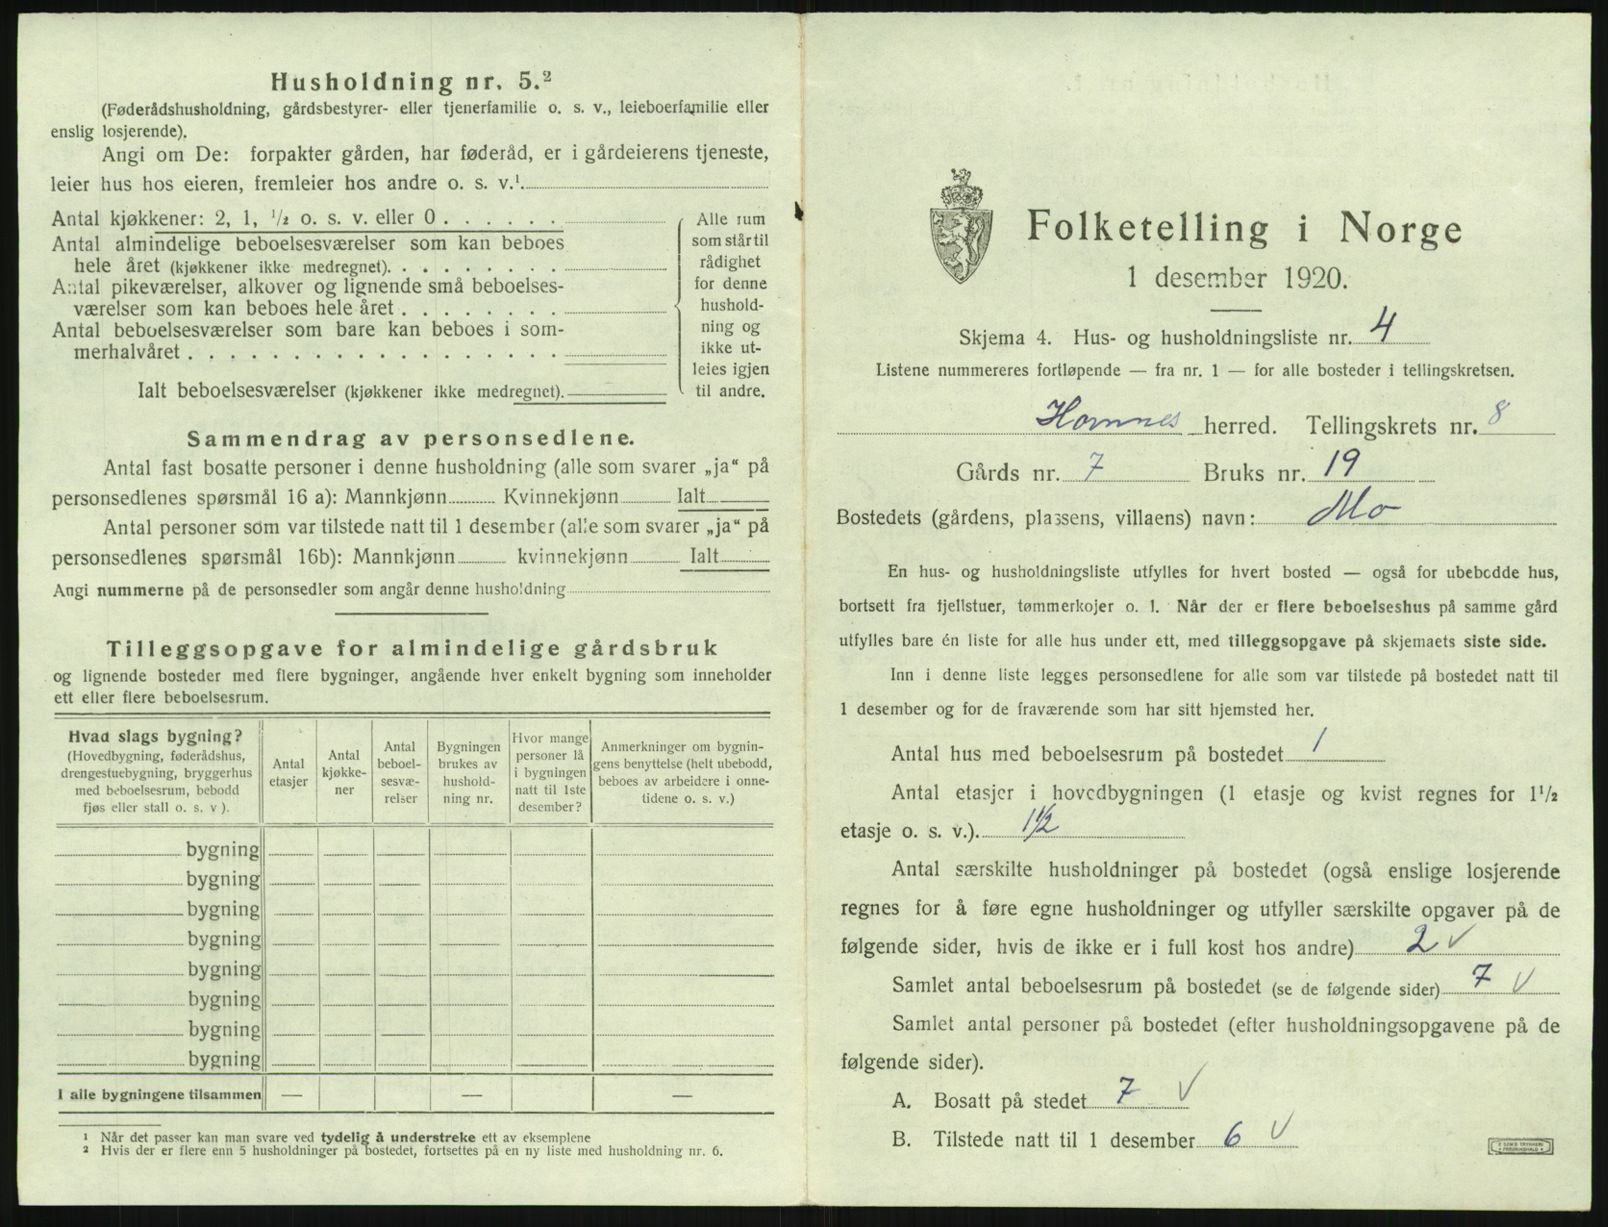 Husholdning nr. 5.²
(Føderådshusholdning, gårdsbestyrer- eller tjenerfamilie o. s. v., leieboerfamilie eller
enslig losjerende).
Angi om De: forpakter gården, har føderåd, er i gårdeierens tjeneste,
leier hus hos eieren, fremleier hos andre o. s. v.¹.
Antal kjøkkener: 2, 1, ½ o. s. v. eller 0 . . . . . .
Antal almindelige beboelsesværelser som kan beboes
hele året (kjøkkener ikke medregnet). . . . . . . . .
Antal pikeværelser, alkover og lignende små beboelses-
værelser som kan beboes hele året . . . . . . . .
Antal beboelsesværelser som bare kan beboes i som-
merhalvåret . . . . . . . . . . . . . . . . . .
Ialt beboelsesværelser (kjøkkener ikke medregnet).
Alle rum
som står til
rådighet
for denne
hushold-
ning og
ikke ut-
leies igjen
til andre.
Sammendrag av personsedlene.
Antal fast bosatte personer i denne husholdning (alle som svarer „ja“ på
personsedlenes spørsmål 16 a): Mannkjønn Kvinnekjønn Ialt
Antal personer som var tilstede natt til 1 desember (alle som svarer „ja“ på
personsedlenes spørsmål 16b): Mannkjønn kvinnekjønn Ialt
Angi nummerne på de personsedler som angår denne husholdning
Tilleggsopgave for almindelige gårdsbruk
og lignende bosteder med flere bygninger, angående hver enkelt bygning som inneholder
ett eller flere beboelsesrum.
Hvad slags bygning?
(Hovedbygning, føderådshus,
drengestuebygning, bryggerhus
med beboelsesrum, bebodd
fjøs eller stall o. s. v ).
Antal
etasjer
Antal
kjøkke-
ner
Antal
beboel-
sesvæ-
relser
Bygningen
brukes av
hushold-
ning nr.
Hvor mange
personer lå
i bygningen
natt til 1ste
desember?
Anmerkninger om bygnin-
gens benyttelse (helt ubebodd,
beboes av arbeidere i onne-
tidene o. s. v.)
bygning
bygning
bygning
bygning
bygning
bygning
bygning
bygning
I alle bygningene tilsammen — — —
¹ Når det passer kan man svare ved tydelig å understreke ett av eksemplene
² Hvis der er flere enn 5 husholdninger på bostedet, fortsettes på en ny liste med husholdning nr. 6.
Folketelling i Norge
1 desember 1920.
Skjema 4. Hus- og husholdningsliste nr. 4
Listene nummereres fortløpende — fra nr. 1 — for alle bosteder i tellingskretsen.
Hornnes herred. Tellingskrets nr. 8
Gårds nr. 7 Bruks nr. 19
Bostedets (gårdens, plassens, villaens) navn: Mo
En hus- og husholdningsliste utfylles for hvert bosted — også for ubebodde hus,
bortsett fra fjellstuer, tømmerkojer o. l. Når der er flere beboelseshus på samme gård
utfylles bare én liste for alle hus under ett, med tilleggsopgave på skjemaets siste side.
Inn i denne liste legges personsedlene for alle som var tilstede på bostedet natt til
1 desember og for de fraværende som har sitt hjemsted her.
Antal hus med beboelsesrum på bostedet 1
Antal etasjer i hovedbygningen (1 etasje og kvist regnes for 1½
etasje o. s. v.). 1½
Antal særskilte husholdninger på bostedet (også enslige losjerende
regnes for å føre egne husholdninger og utfyller særskilte opgaver på de
følgende sider, hvis de ikke er i full kost hos andre) 2 √
Samlet antal beboelsesrum på bostedet (se de følgende sider) 7 √
Samlet antal personer på bostedet (efter husholdningsopgavene på de
følgende sider).
A. Bosatt på stedet 7 √
B. Tilstede natt til 1 desember 6 √